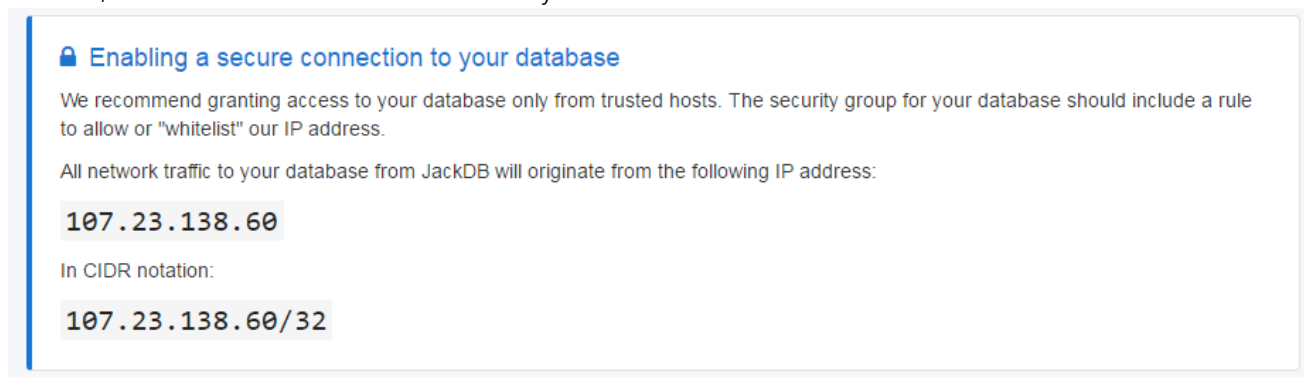 Enabling a secure connection to your database
We recommend granting access to your database only from trusted hosts. The security group for your database should include a rule
to allow or "whitelist" our IP address.
All network traffic to your database from JackDB will originate from the following IP address:
107.23.138.60
In CIDR notation:
107.23.138.60/32